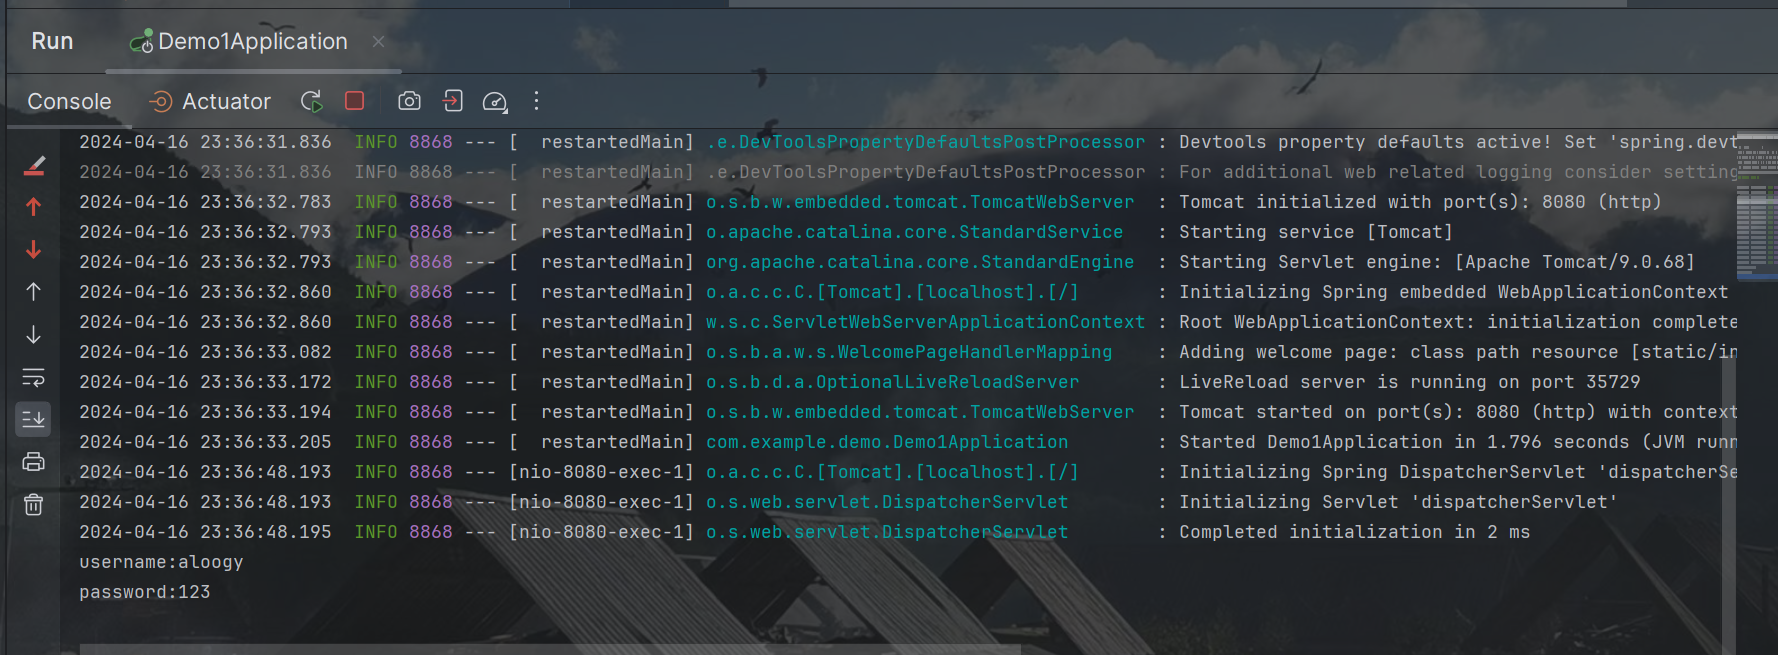 Run Demo1Application
Console Actuator
2024-04-16 23:36:31.836  INFO 8868 --- [  restartedMain] .e.DevToolsPropertyDefaultsPostProcessor : Devtools property defaults active! Set 'spring.devt
2024-04-16 23:36:31.836  INFO 8868 --- [  restartedMain] .e.DevToolsPropertyDefaultsPostProcessor : For additional web related logging consider setting
2024-04-16 23:36:32.783  INFO 8868 --- [  restartedMain] o.s.b.w.embedded.tomcat.TomcatWebServer  : Tomcat initialized with port(s): 8080 (http)
2024-04-16 23:36:32.793  INFO 8868 --- [  restartedMain] o.apache.catalina.core.StandardService   : Starting service [Tomcat]
2024-04-16 23:36:32.793  INFO 8868 --- [  restartedMain] org.apache.catalina.core.StandardEngine  : Starting Servlet engine: [Apache Tomcat/9.0.68]
2024-04-16 23:36:32.860  INFO 8868 --- [  restartedMain] o.a.c.c.C.[Tomcat].[localhost].[/]       : Initializing Spring embedded WebApplicationContext
2024-04-16 23:36:32.860  INFO 8868 --- [  restartedMain] w.s.c.ServletWebServerApplicationContext : Root WebApplicationContext: initialization complete
2024-04-16 23:36:33.082  INFO 8868 --- [  restartedMain] o.s.b.a.w.s.WelcomePageHandlerMapping    : Adding welcome page: class path resource [static/in
2024-04-16 23:36:33.172  INFO 8868 --- [  restartedMain] o.s.b.d.a.OptionalLiveReloadServer       : LiveReload server is running on port 35729
2024-04-16 23:36:33.194  INFO 8868 --- [  restartedMain] o.s.b.w.embedded.tomcat.TomcatWebServer  : Tomcat started on port(s): 8080 (http) with context
2024-04-16 23:36:33.205  INFO 8868 --- [  restartedMain] com.example.demo.Demo1Application        : Started Demo1Application in 1.796 seconds (JVM runn
2024-04-16 23:36:48.193  INFO 8868 --- [nio-8080-exec-1] o.a.c.c.C.[Tomcat].[localhost].[/]       : Initializing Spring DispatcherServlet 'dispatcherSe
2024-04-16 23:36:48.193  INFO 8868 --- [nio-8080-exec-1] o.s.web.servlet.DispatcherServlet        : Initializing Servlet 'dispatcherServlet'
2024-04-16 23:36:48.195  INFO 8868 --- [nio-8080-exec-1] o.s.web.servlet.DispatcherServlet        : Completed initialization in 2 ms
username:aloogy
password:123